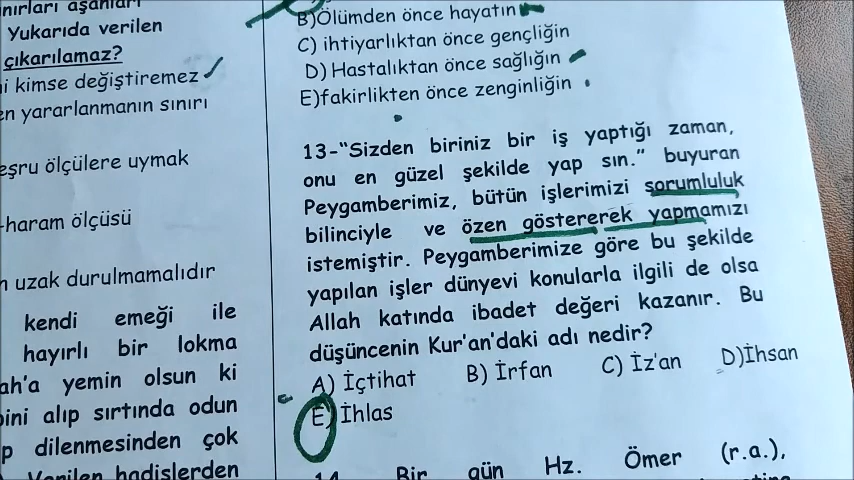 nırları aşanları
Yukarıda verilen
çıkarılamaz?
i kimse değiştiremez
en yararlanmanın sınırı
eşru ölçülere uymak
-haram ölçüsü
n uzak durulmamalıdır
kendi emeği ile
hayırlı bir lokma
ah'a yemin olsun ki
bini alıp sırtında odun
p dilenmesinden çok
Verilen hadislerden
B)Ölümden önce hayatın
C) ihtiyarlıktan önce gençliğin
D) Hastalıktan önce sağlığın
E)fakirlikten önce zenginliğin
13-“Sizden biriniz bir iş yaptığı zaman,
onu en güzel şekilde yap sın.” buyuran
Peygamberimiz, bütün işlerimizi sorumluluk
bilinciyle ve özen göstererek yapmamızı
istemiştir. Peygamberimize göre bu şekilde
yapılan işler dünyevi konularla ilgili de olsa
Allah katında ibadet değeri kazanır. Bu
düşüncenin Kur'an'daki adı nedir?
A) İçtihat B) İrfan C) İz'an D)İhsan
E) İhlas
14 Bir gün Hz. Ömer (r.a.),